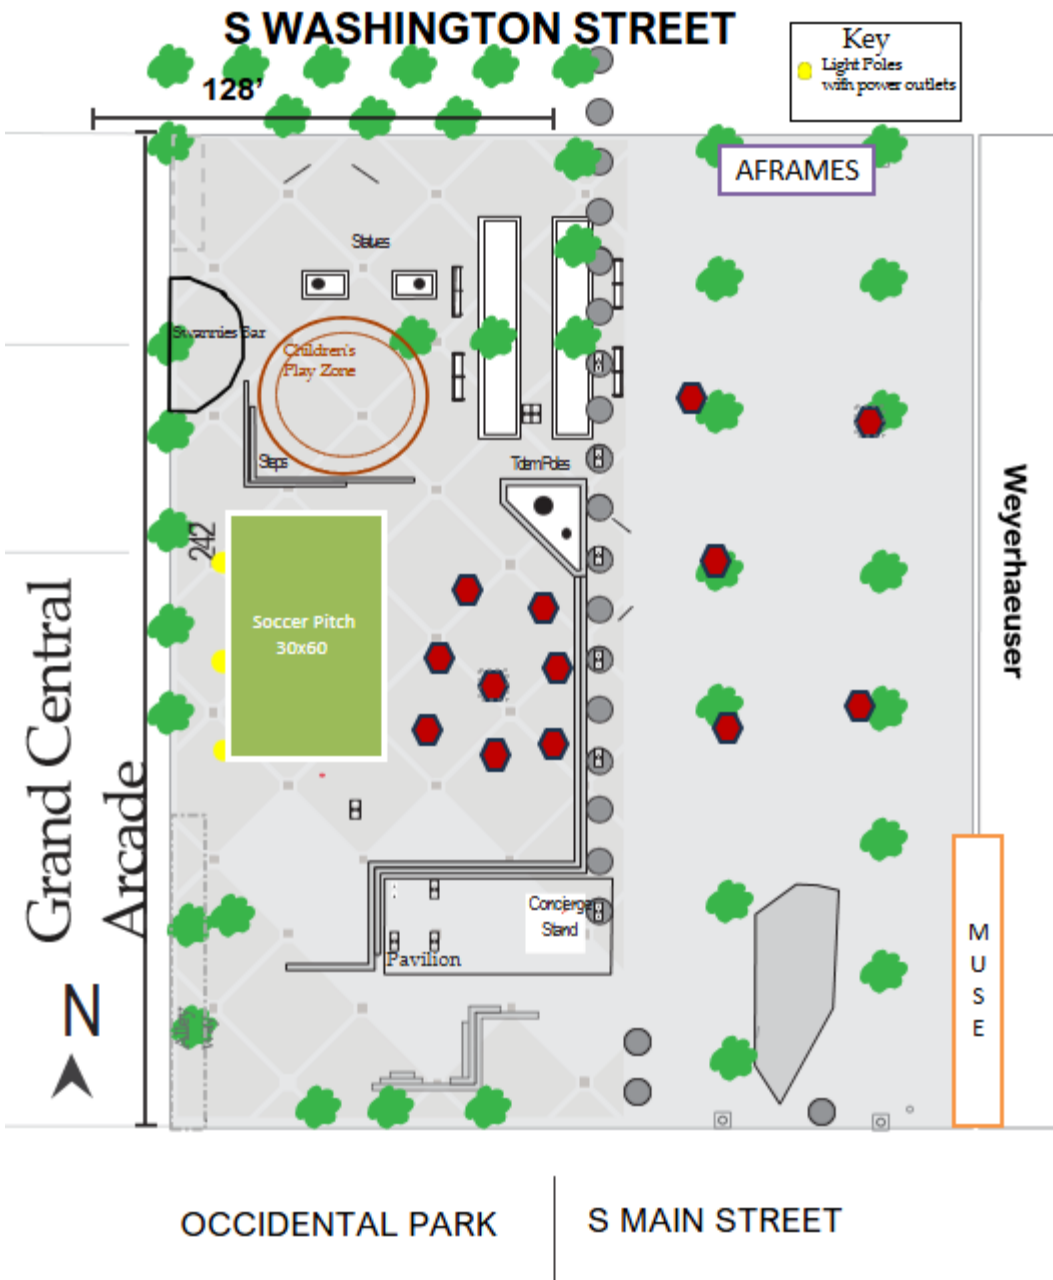 S WASHINGTON STREET
Key
Light Poles
with power outlets
128'
AFRAMES
Statues
Swannies Bar
Children's
Play Zone
Steps
Totem Poles
242
Soccer Pitch
30x60
Grand Central
Arcade
Weyerhaeuser
Concierge
Stand
Pavilion
M
U
S
E
N
OCCIDENTAL PARK
S MAIN STREET